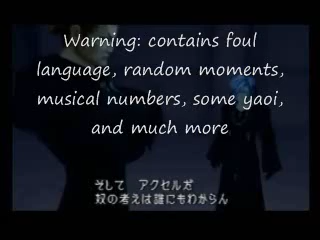 Warning: contains foul
language, random moments,
musical numbers, some yaoi,
and much more
そして　アクセルだ
奴の考えは誰にもわからん